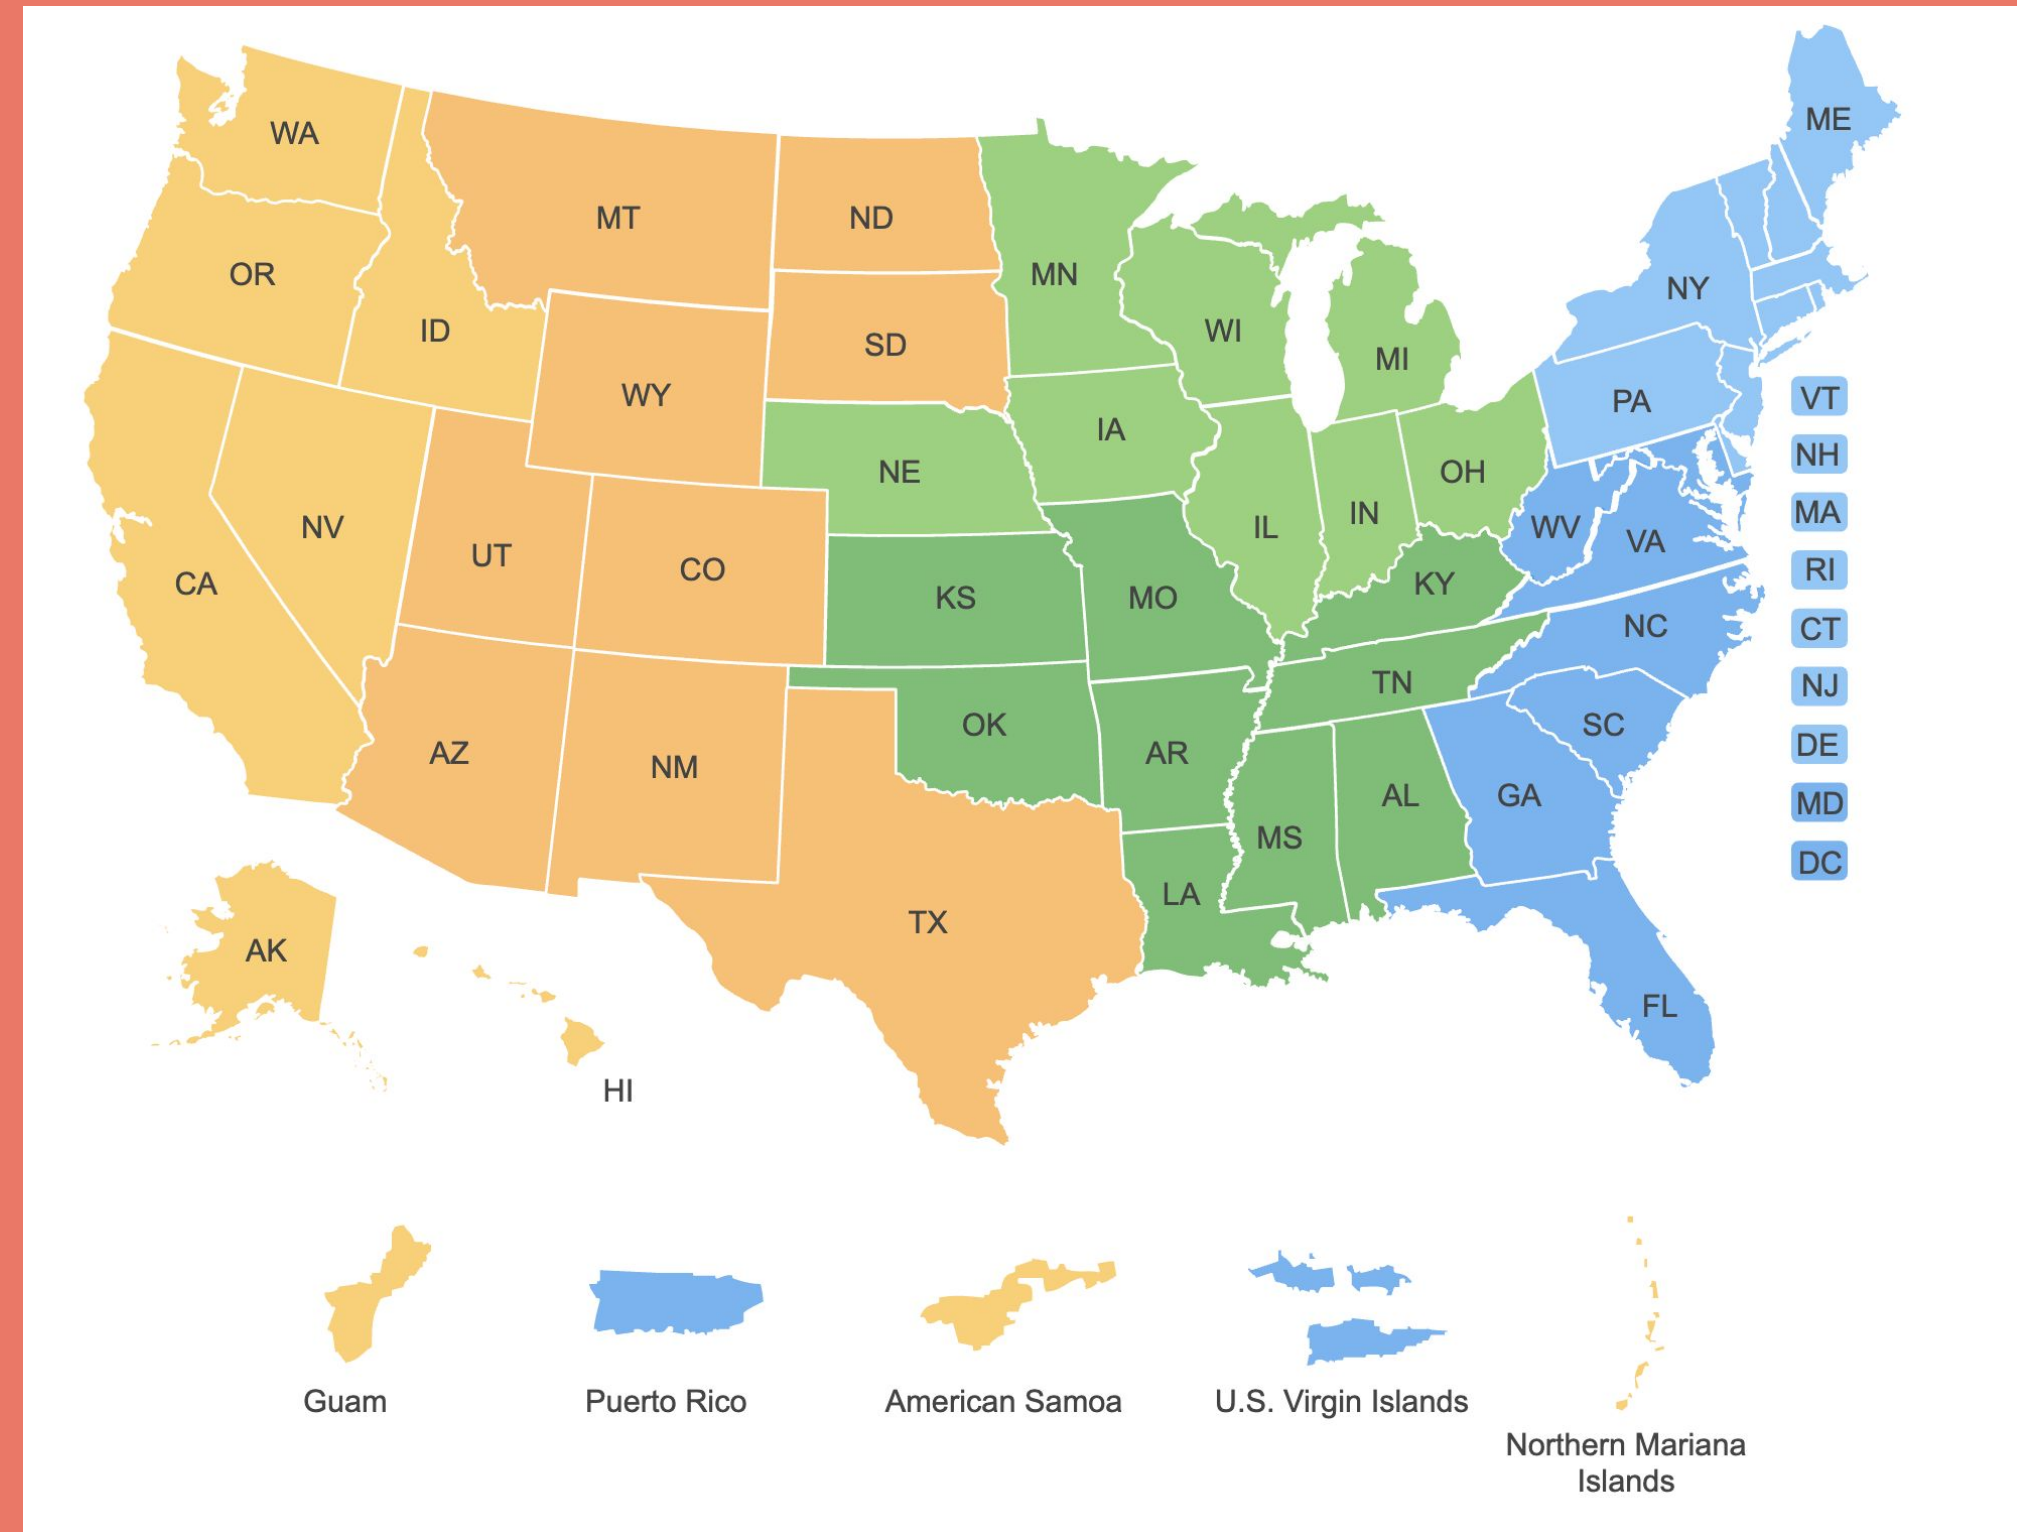 ME
WA
MT
ND
OR
MN
NY
ID
WI
SD
MI
WY
PA
VT
IA
NH
NE
OH
MA
NV
IL
IN
WV
VA
UT
CO
RI
CA
KS
MO
KY
NC
CT
TN
NJ
OK
SC
AZ
NM
AR
DE
AL
GA
MD
MS
DC
LA
TX
AK
FL
HI
Guam
Puerto Rico
American Samoa
U.S. Virgin Islands
Northern Mariana
Islands